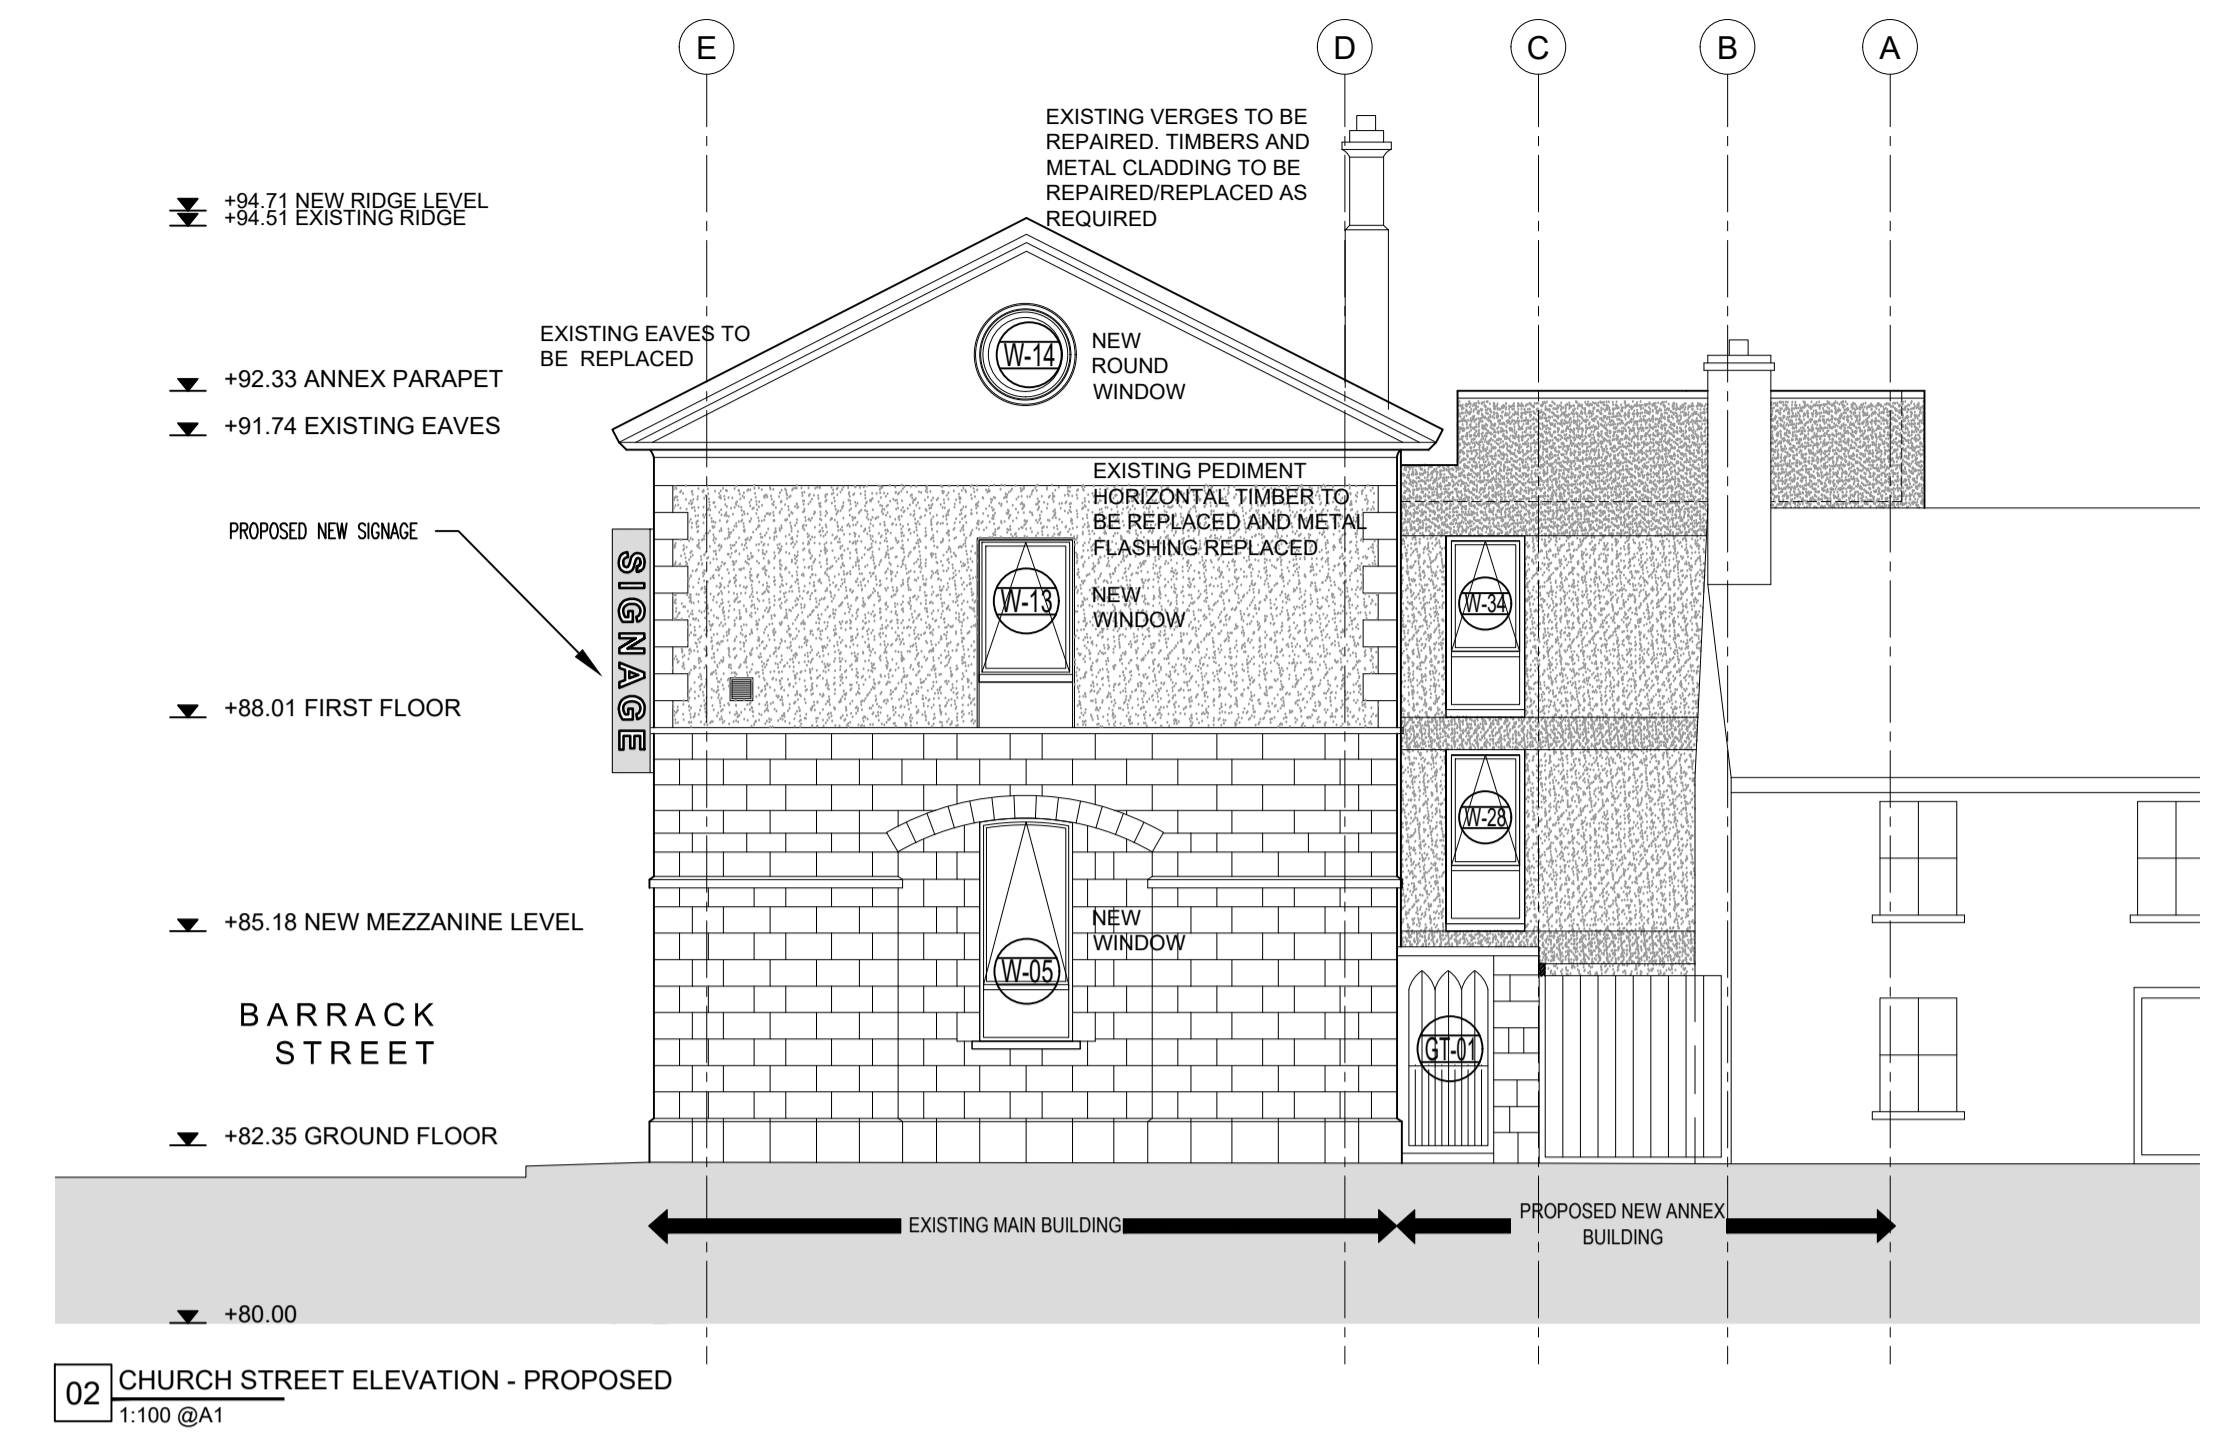 E
D
C
B
A
EXISTING VERGES TO BE
REPAIRED. TIMBERS AND
METAL CLADDING TO BE
REPAIRED/REPLACED AS
REQUIRED
+94.71 NEW RIDGE LEVEL
+94.51 EXISTING RIDGE
EXISTING EAVES TO
BE REPLACED
W-14
NEW
ROUND
WINDOW
+92.33 ANNEX PARAPET
+91.74 EXISTING EAVES
EXISTING PEDIMENT
HORIZONTAL TIMBER TO
BE REPLACED AND METAL
FLASHING REPLACED
PROPOSED NEW SIGNAGE
SIGNAGE
W-13
NEW
WINDOW
W-34
+88.01 FIRST FLOOR
W-28
+85.18 NEW MEZZANINE LEVEL
NEW
WINDOW
W-05
BARRACK
STREET
GT-01
+82.35 GROUND FLOOR
EXISTING MAIN BUILDING
PROPOSED NEW ANNEX
BUILDING
+80.00
02
CHURCH STREET ELEVATION - PROPOSED
1:100 @A1